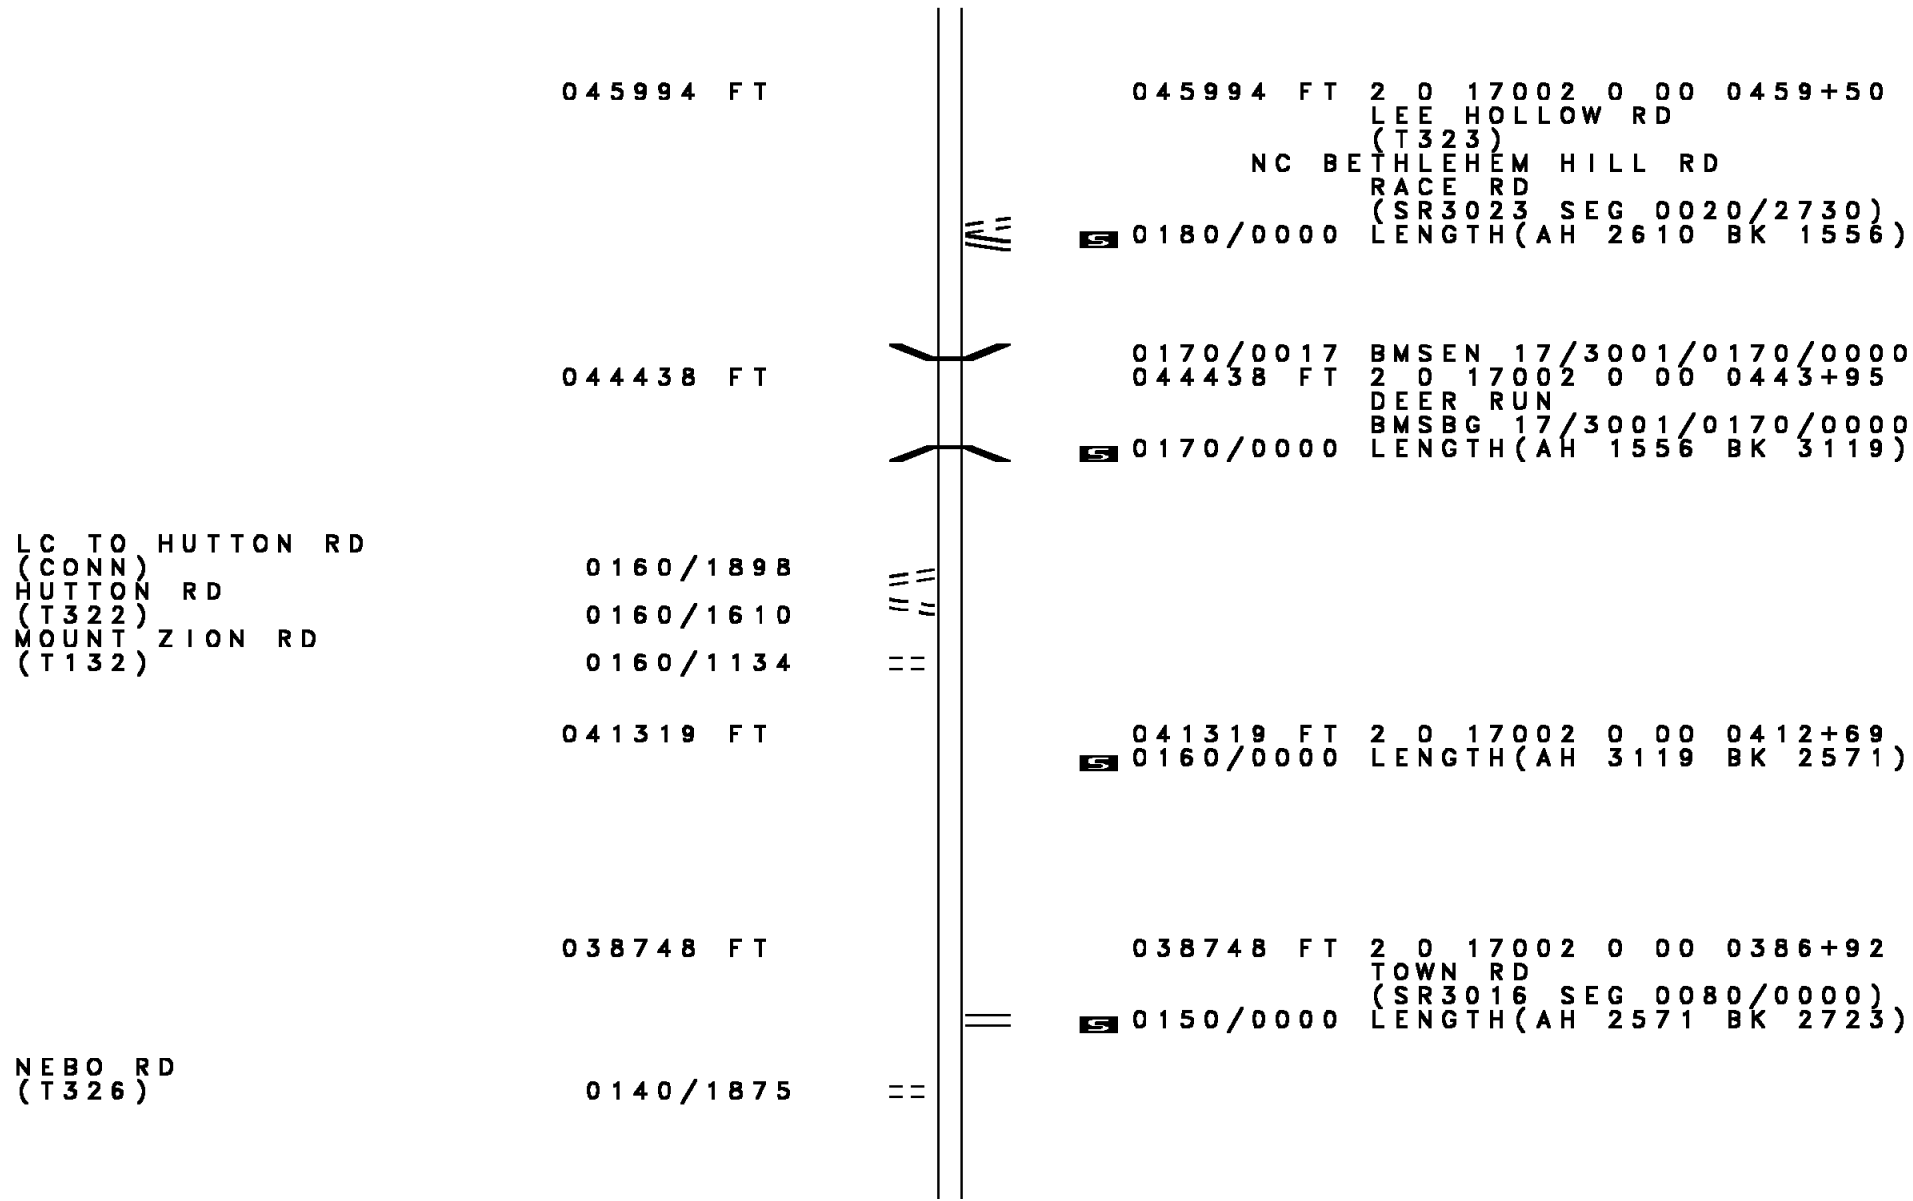 045994 FT 045994 FT 2 0 17002 0 00 0459+50
LEE HOLLOW RD
(T323)
NC BETHLEHEM HILL RD
RACE RD
(SR3023 SEG 0020/2730)
S 0180/0000 LENGTH(AH 2610 BK 1556)
0170/0017 BMSEN 17/3001/0170/0000
044438 FT 044438 FT 2 0 17002 0 00 0443+95
DEER RUN
BMSBG 17/3001/0170/0000
S 0170/0000 LENGTH(AH 1556 BK 3119)
LC TO HUTTON RD
(CONN) 0160/1898
HUTTON RD
(T322) 0160/1610
MOUNT ZION RD
(T132) 0160/1134
041319 FT 041319 FT 2 0 17002 0 00 0412+69
S 0160/0000 LENGTH(AH 3119 BK 2571)
038748 FT 038748 FT 2 0 17002 0 00 0386+92
TOWN RD
(SR3016 SEG 0080/0000)
S 0150/0000 LENGTH(AH 2571 BK 2723)
NEBO RD
(T326) 0140/1875